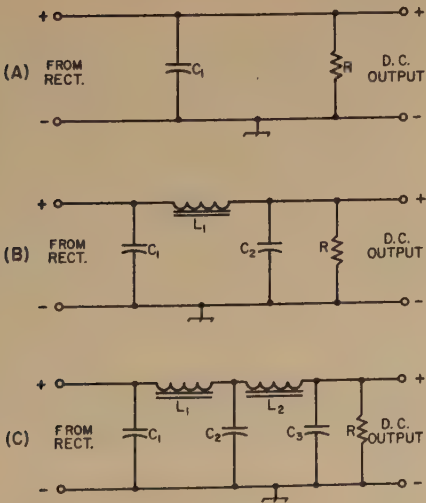 + +
(A) FROM RECT. C₁ R D.C. OUTPUT
- -
+ L₁ +
(B) FROM RECT. C₁ C₂ R D.C. OUTPUT
- -
+ L₁ L₂ +
(C) FROM RECT. C₁ C₂ C₃ R D.C. OUTPUT
- -